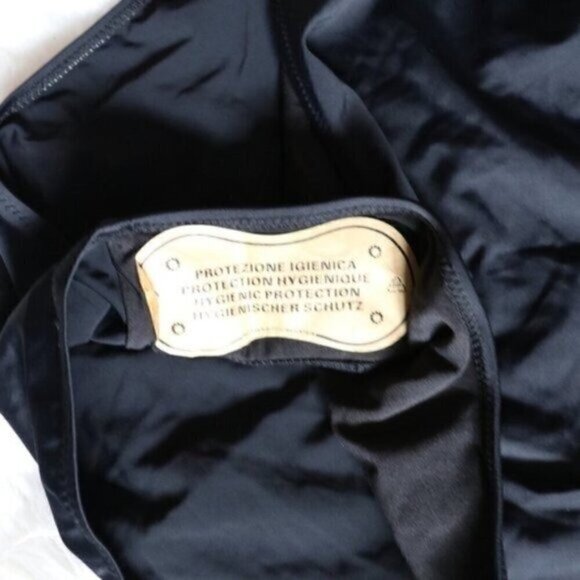 PROTEZIONE IGIENICA
PROTECTION HYGIENIQUE
HYGIENIC PROTECTION
HYGIENISCHER SCHUTZ